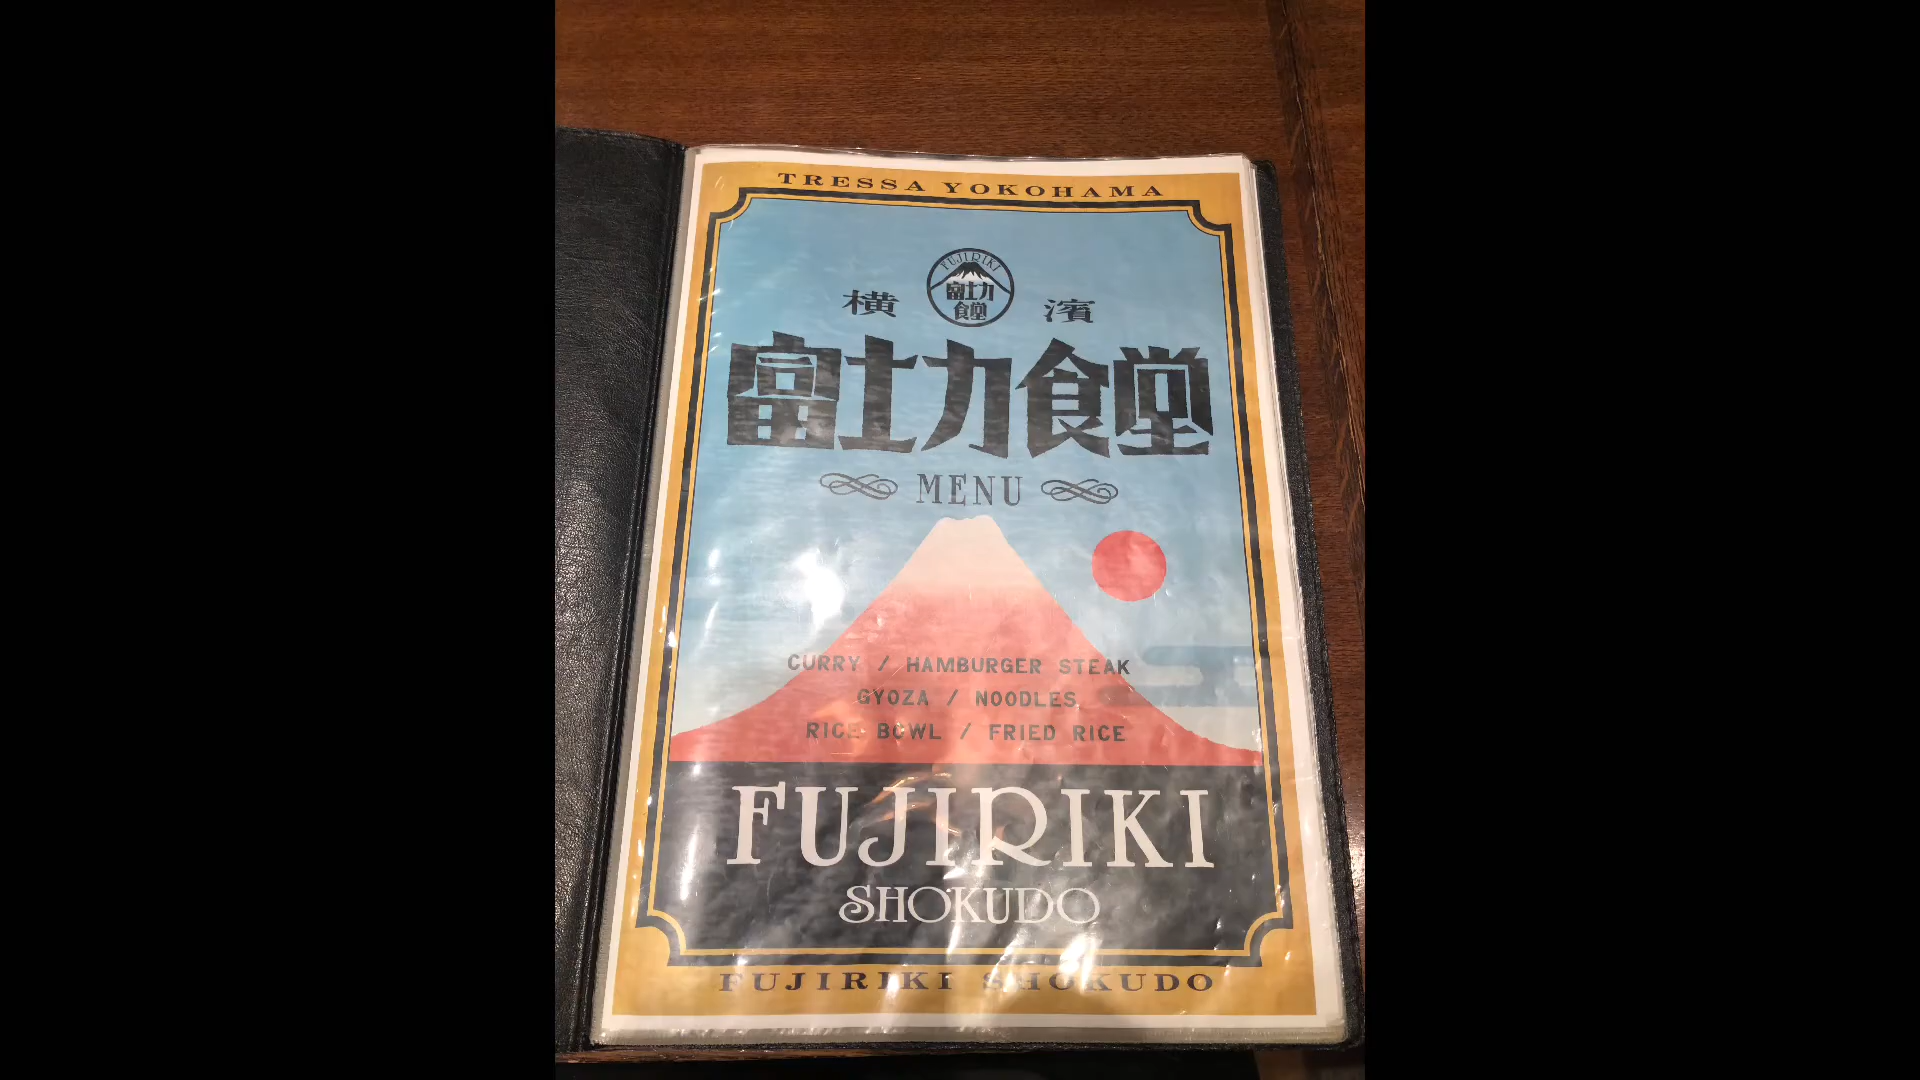 TRESSA YOKOHAMA
FUJIRIKI
富士力
食堂
横 濱
富士力食堂
MENU
CURRY / HAMBURGER STEAK
GYOZA / NOODLES
RICE BOWL / FRIED RICE
FUJIRIKI
SHOKUDO
FUJIRIKI SHOKUDO